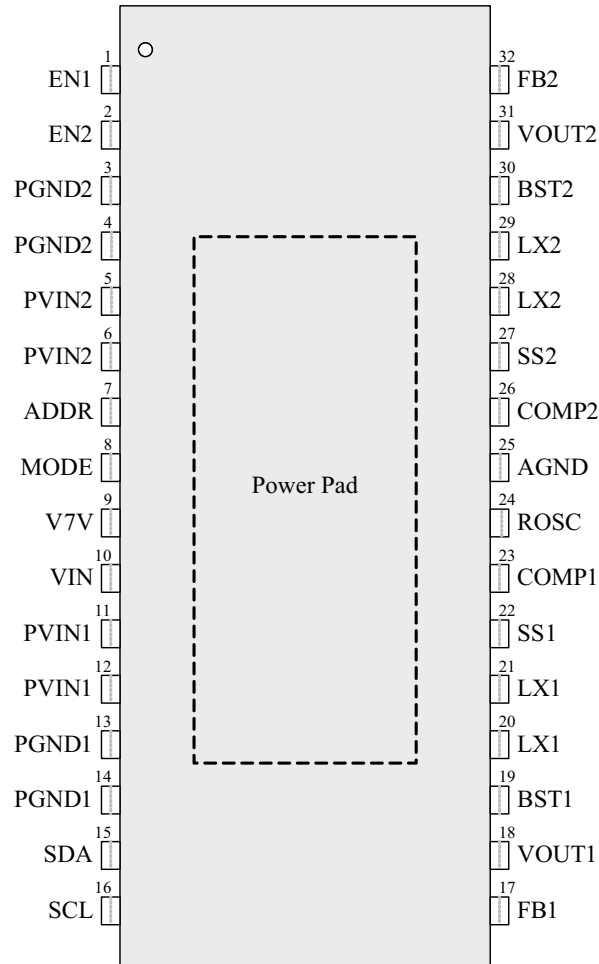 1 EN1
2 EN2
3 PGND2
4 PGND2
5 PVIN2
6 PVIN2
7 ADDR
8 MODE
9 V7V
10 VIN
11 PVIN1
12 PVIN1
13 PGND1
14 PGND1
15 SDA
16 SCL
Power Pad
32 FB2
31 VOUT2
30 BST2
29 LX2
28 LX2
27 SS2
26 COMP2
25 AGND
24 ROSC
23 COMP1
22 SS1
21 LX1
20 LX1
19 BST1
18 VOUT1
17 FB1